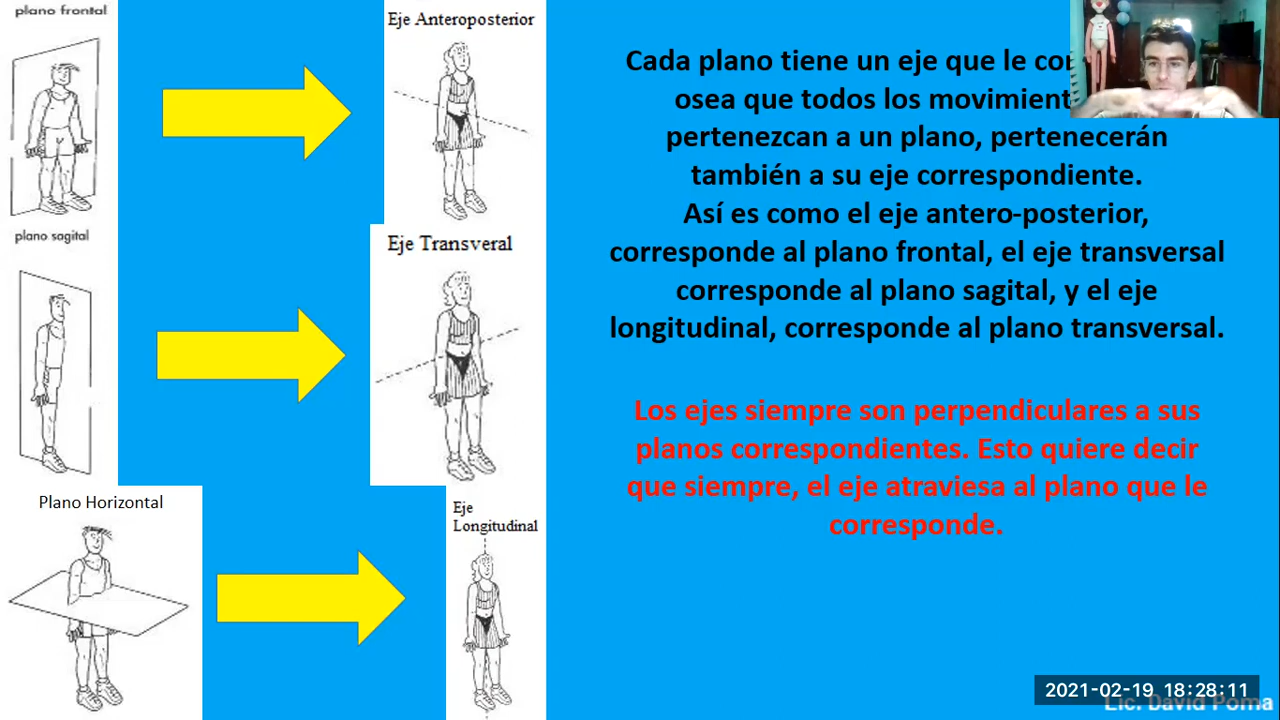 plano frontal
Eje Anteroposterior
plano sagital
Eje Transveral
Plano Horizontal
Eje
Longitudinal
Cada plano tiene un eje que le
osea que todos los
pertenezcan a un plano, pertenecerán
también a su eje correspondiente.
Así es como el eje antero-posterior,
corresponde al plano frontal, el eje transversal
corresponde al plano sagital, y el eje
longitudinal, corresponde al plano transversal.
Los ejes siempre son perpendiculares a sus
planos correspondientes. Esto quiere decir
que siempre, el eje atraviesa al plano que le
corresponde.
2021-02-19 18:28:11
Lic. David Poma